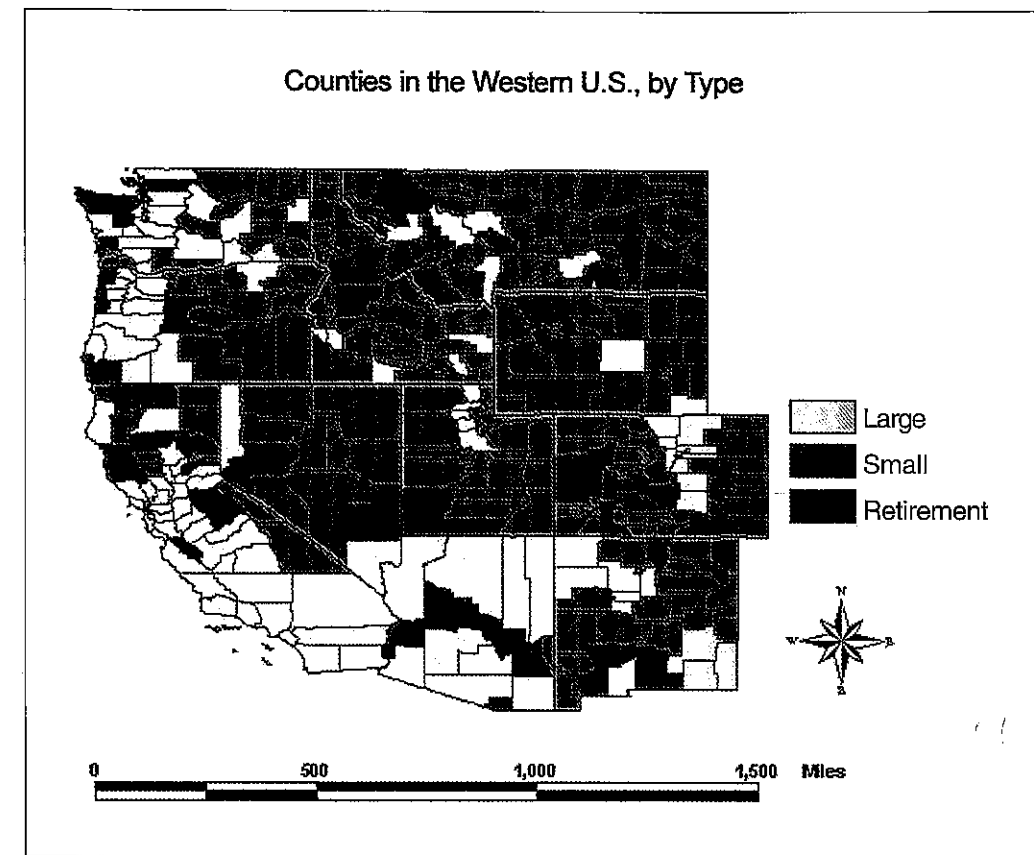 Counties in the Western U.S., by Type
Large
Small
Retirement
N
W
E
S
0 500 1,000 1,500 Miles